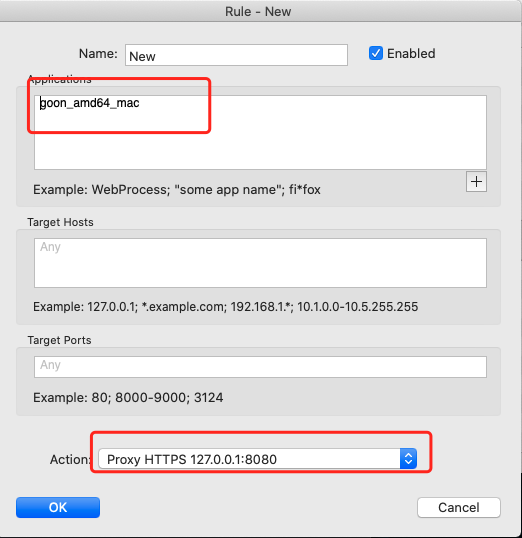 Rule - New
Name: New Enabled
Applications
goon_amd64_mac
Example: WebProcess; "some app name"; fi*fox
Target Hosts
Any
Example: 127.0.0.1; *.example.com; 192.168.1.*; 10.1.0.0-10.5.255.255
Target Ports
Any
Example: 80; 8000-9000; 3124
Action: Proxy HTTPS 127.0.0.1:8080
OK Cancel